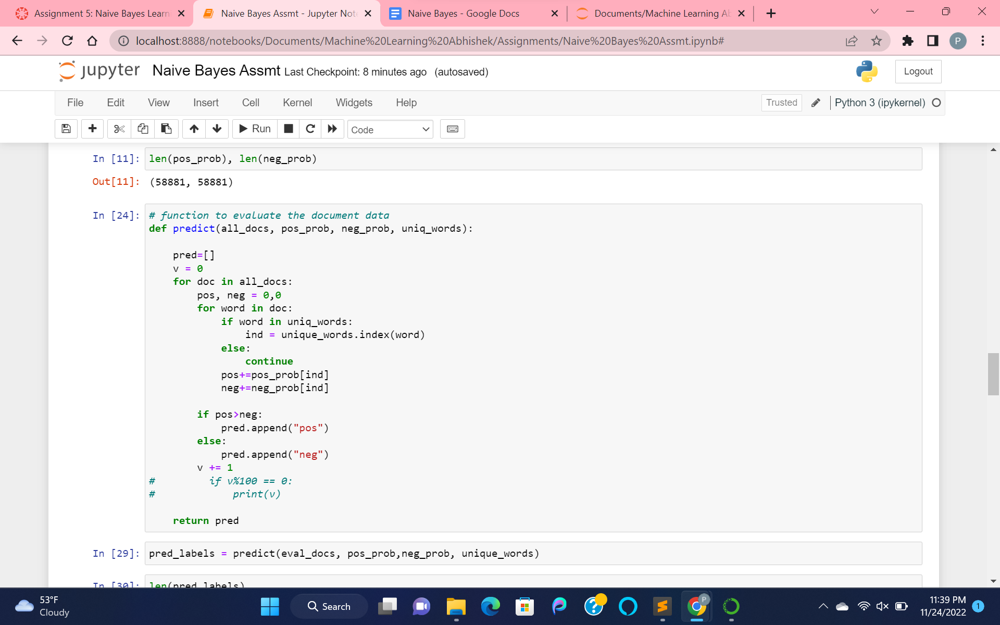 Assignment 5: Naive Bayes Learn
Naive Bayes Assmt - Jupyter Note
Naive Bayes - Google Docs
Documents/Machine Learning Ab
localhost:8888/notebooks/Documents/Machine%20Learning%20Abhishek/Assignments/Naive%20Bayes%20Assmt.ipynb#
P
jupyter Naive Bayes Assmt Last Checkpoint: 8 minutes ago (autosaved)
Logout
File Edit View Insert Cell Kernel Widgets Help
Trusted Python 3 (ipykernel)
Run Code
In [11]: len(pos_prob), len(neg_prob)
Out[11]: (58881, 58881)
In [24]: # function to evaluate the document data
def predict(all_docs, pos_prob, neg_prob, uniq_words):
pred=[]
v = 0
for doc in all_docs:
pos, neg = 0,0
for word in doc:
if word in uniq_words:
ind = unique_words.index(word)
else:
continue
pos+=pos_prob[ind]
neg+=neg_prob[ind]
if pos>neg:
pred.append("pos")
else:
pred.append("neg")
v += 1
# if v%100 == 0:
# print(v)
return pred
In [29]: pred_labels = predict(eval_docs, pos_prob,neg_prob, unique_words)
In [30]: len(pred_labels)
53°F
Cloudy
Search
P
11:39 PM
11/24/2022
1